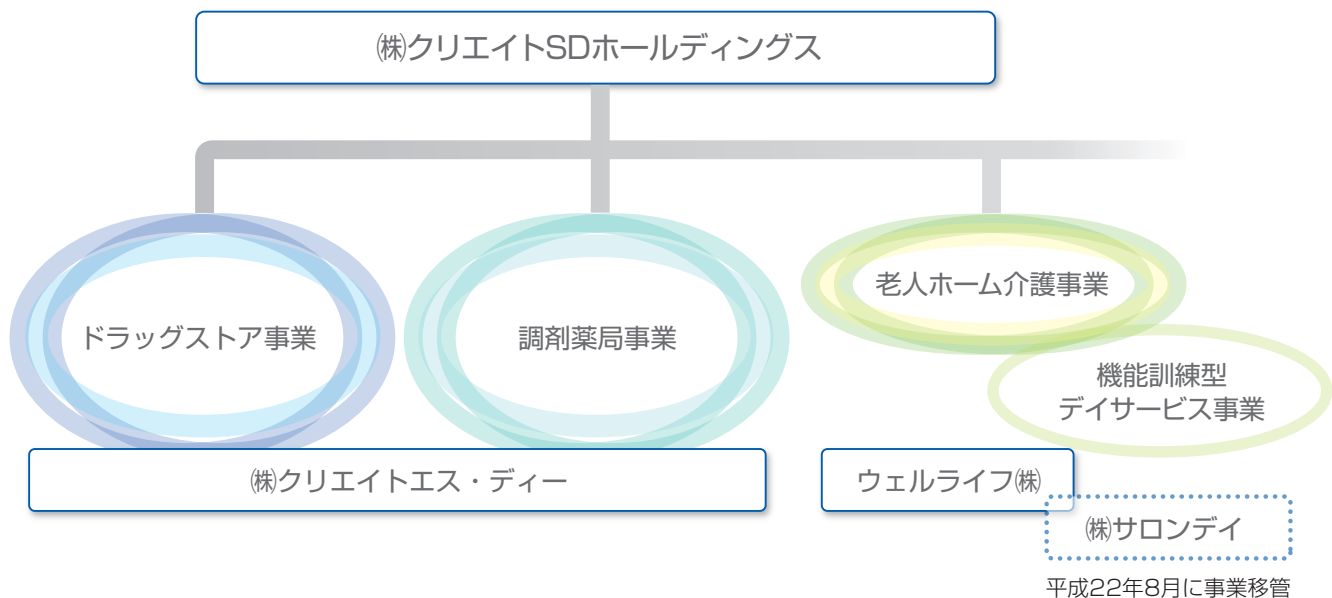 ㈱クリエイトSDホールディングス
ドラッグストア事業
調剤薬局事業
老人ホーム介護事業
機能訓練型
デイサービス事業
㈱クリエイトエス・ディー
ウェルライフ㈱
㈱サロンデイ
平成22年8月に事業移管